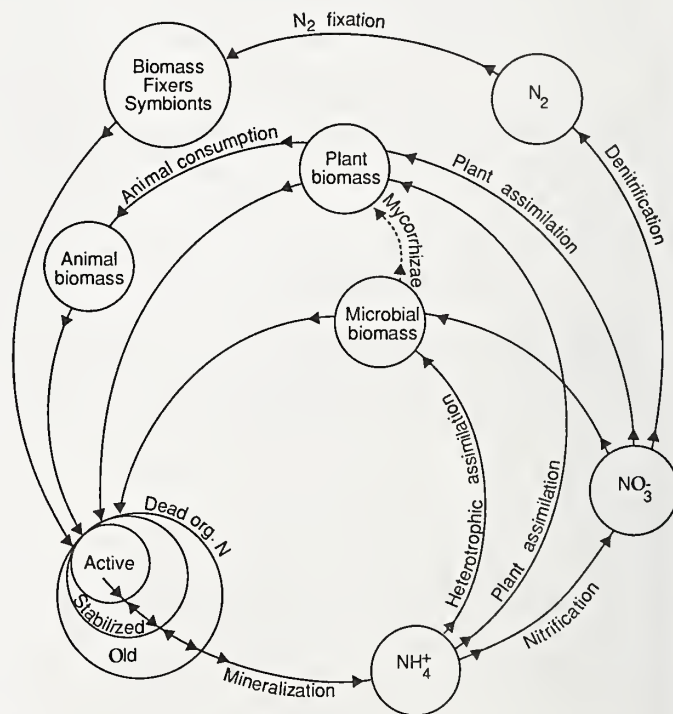 N₂ fixation
Biomass
Fixers
Symbionts
N₂
Animal consumption
Plant
biomass
Plant assimilation
Denitrification
Mycorrhizae
Animal
biomass
Microbial
biomass
Heterotrophic assimilation
Plant assimilation
NO₃⁻
Dead org. N
Active
Stabilized
Old
Nitrification
NH₄⁺
Mineralization